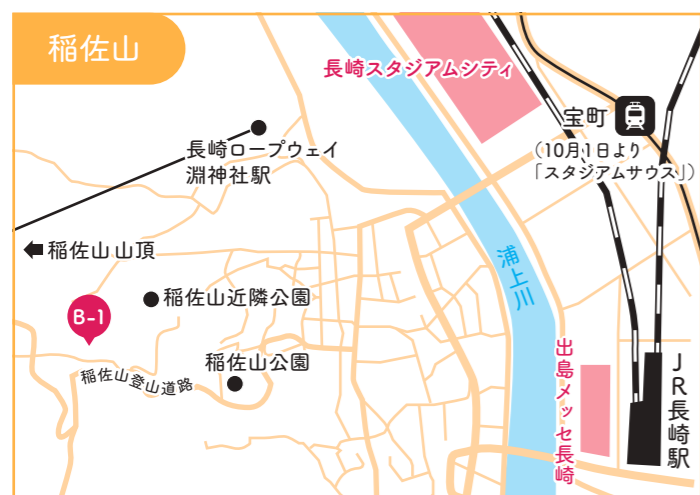 稲佐山
長崎スタジアムシティ
宝町
(10月1日より
「スタジアムサウス」)
長崎ロープウェイ
淵神社駅
稲佐山山頂
浦上川
稲佐山近隣公園
B-1
稲佐山公園
稲佐山登山道路
出島メッセ長崎
JR長崎駅